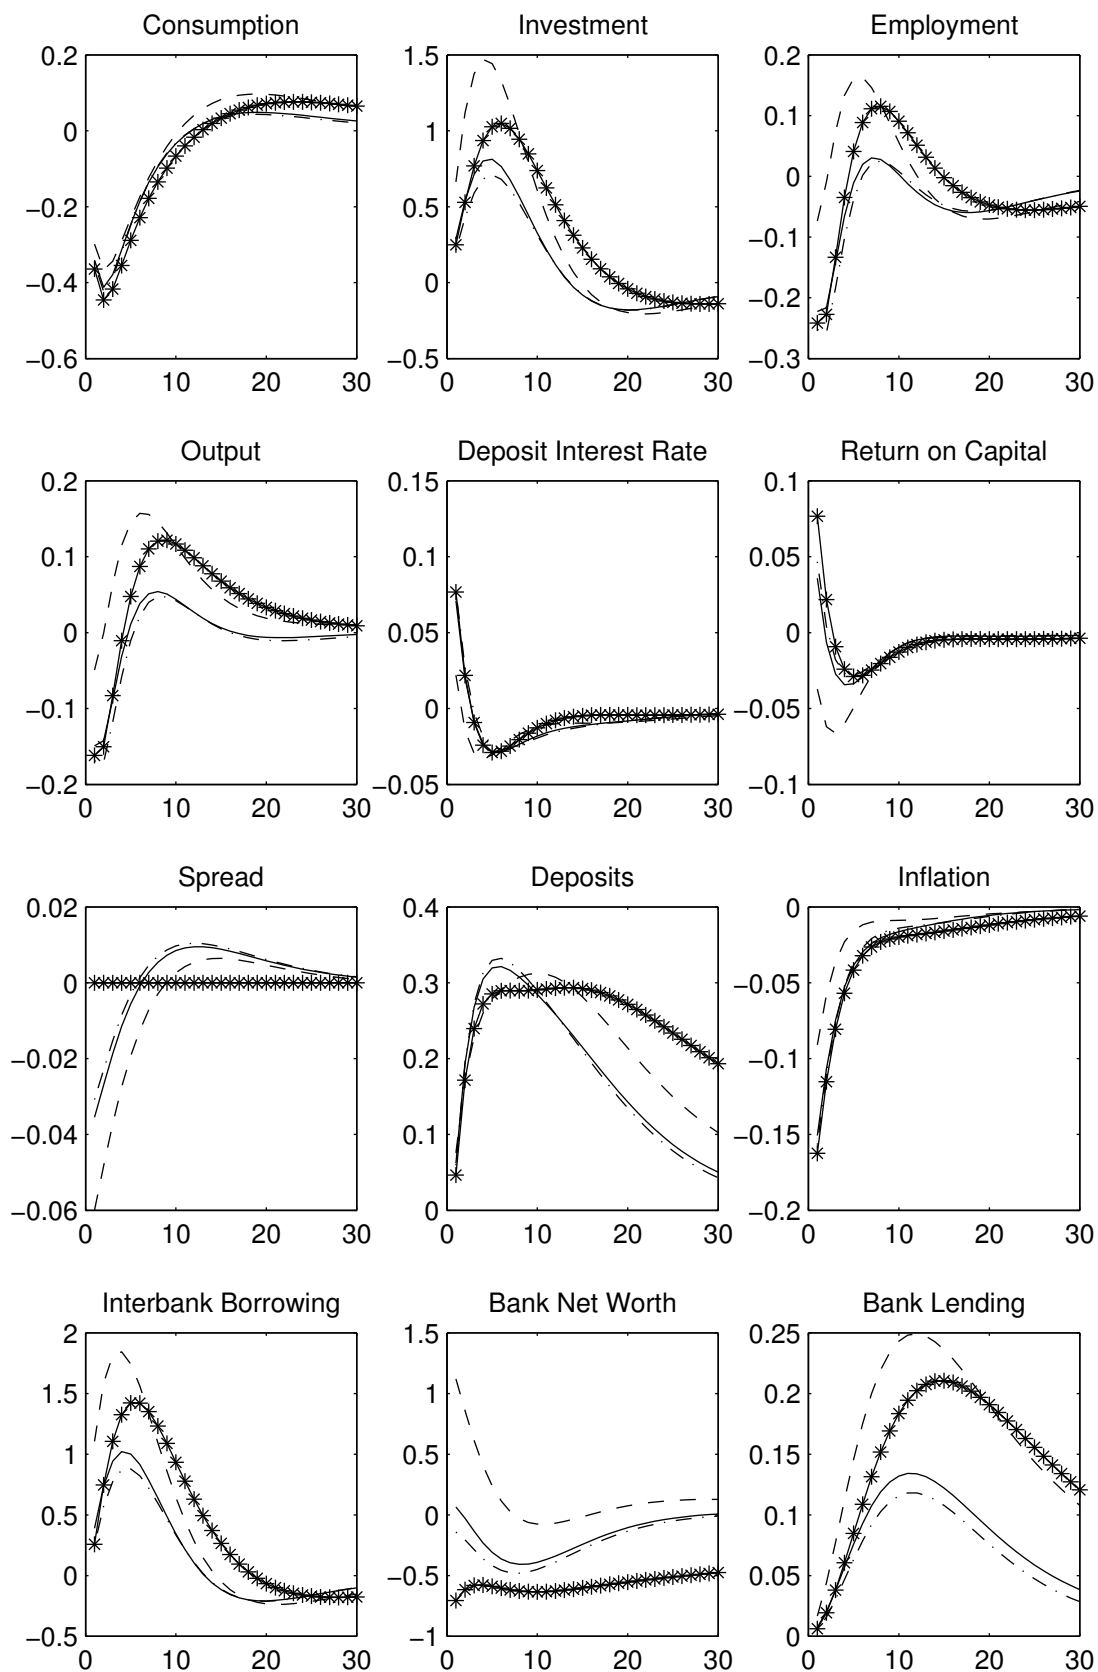 Consumption Investment Employment
0.2 1.5 0.2
0 1 0.1
−0.2 0.5 0
−0.4 0 −0.1
−0.2
−0.6 −0.5 −0.3
0 10 20 30 0 10 20 30 0 10 20 30
Output Deposit Interest Rate Return on Capital
0.2 0.15 0.1
0.1 0.1 0.05
0 0.05 0
−0.1 0 −0.05
−0.2 −0.05 −0.1
0 10 20 30 0 10 20 30 0 10 20 30
Spread Deposits Inflation
0.02 0.4 0
0 0.3 −0.05
−0.02 0.2 −0.1
−0.04 0.1 −0.15
−0.06 0 −0.2
0 10 20 30 0 10 20 30 0 10 20 30
Interbank Borrowing Bank Net Worth Bank Lending
2 1.5 0.25
1.5 1 0.2
1 0.5 0.15
0.5 0 0.1
0 −0.5 0.05
−0.5 −1 0
0 10 20 30 0 10 20 30 0 10 20 30